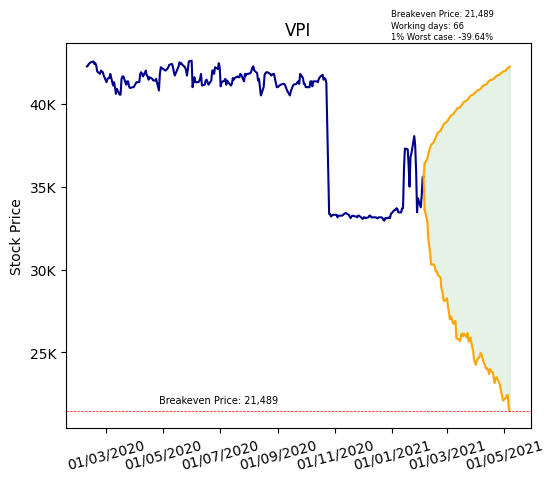 Breakeven Price: 21,489
Working days: 66
1% Worst case: -39.64%
VPI
Stock Price
40K
35K
30K
25K
Breakeven Price: 21,489
01/03/2020 01/05/2020 01/07/2020 01/09/2020 01/11/2020 01/01/2021 01/03/2021 01/05/2021